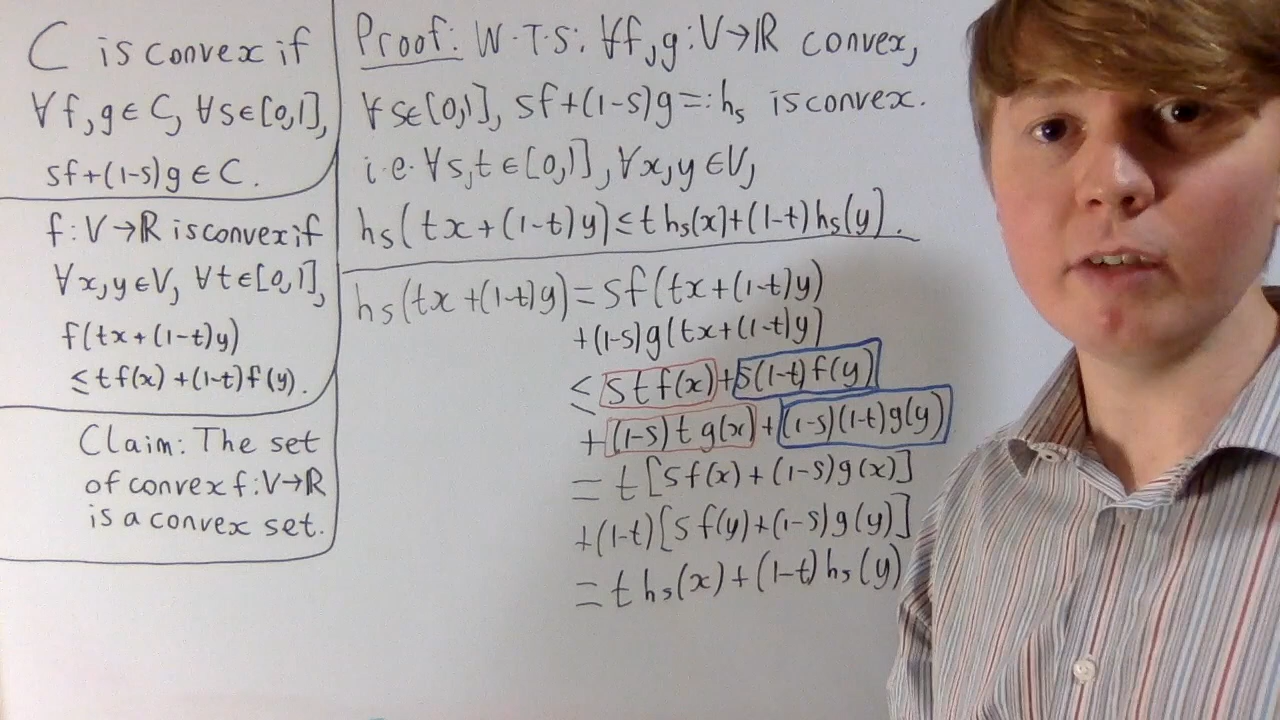 C is convex if
∀f,g∈C, ∀s∈[0,1],
sf+(1-s)g∈C.
f:V→ℝ is convex if
∀x,y∈V, ∀t∈[0,1],
f(tx+(1-t)y)
≤tf(x)+(1-t)f(y).
Claim: The set
of convex f:V→ℝ
is a convex set.
Proof: W.T.S: ∀f,g:V→ℝ convex,
∀s∈[0,1], sf+(1-s)g=:hₛ is convex.
i.e. ∀s,t∈[0,1], ∀x,y∈V,
hₛ(tx+(1-t)y)≤thₛ(x)+(1-t)hₛ(y).
hₛ(tx+(1-t)y)=sf(tx+(1-t)y)
+(1-s)g(tx+(1-t)y)
≤stf(x)+s(1-t)f(y)
+(1-s)tg(x)+(1-s)(1-t)g(y)
=t[sf(x)+(1-s)g(x)]
+(1-t)[sf(y)+(1-s)g(y)]
=thₛ(x)+(1-t)hₛ(y)